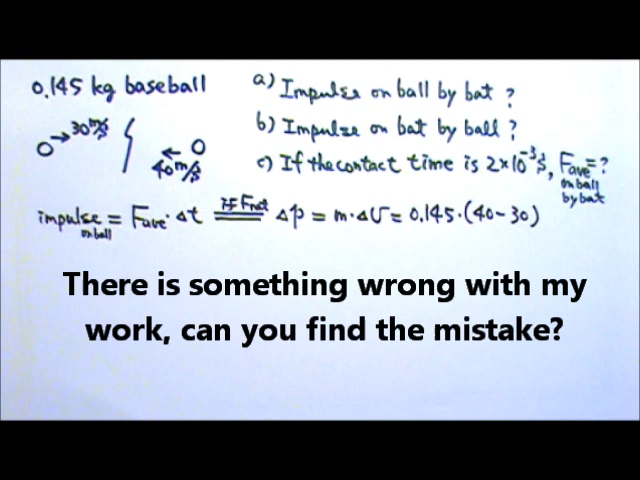 0.145 kg baseball
a) Impulse on ball by bat ?
30 m/s
b) Impulse on bat by ball ?
40 m/s
c) If the contact time is 2×10⁻³ s, Fave = ?
on ball
by bat
impulse = Fave · Δt = Δp = m · Δv = 0.145 · (40 - 30)
on ball
if Fnet
There is something wrong with my
work, can you find the mistake?